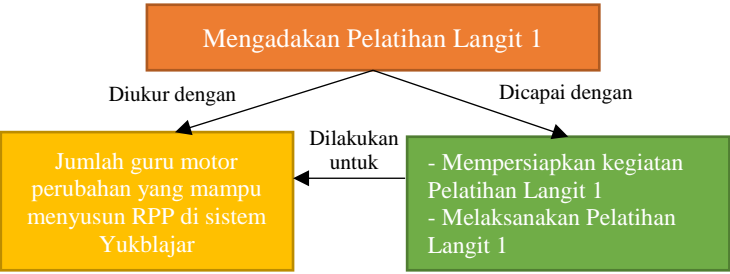 Mengadakan Pelatihan Langit 1
Diukur dengan
Dicapai dengan
Dilakukan
untuk
Jumlah guru motor
perubahan yang mampu
menyusun RPP di sistem
Yukblajar
- Mempersiapkan kegiatan
Pelatihan Langit 1
- Melaksanakan Pelatihan
Langit 1